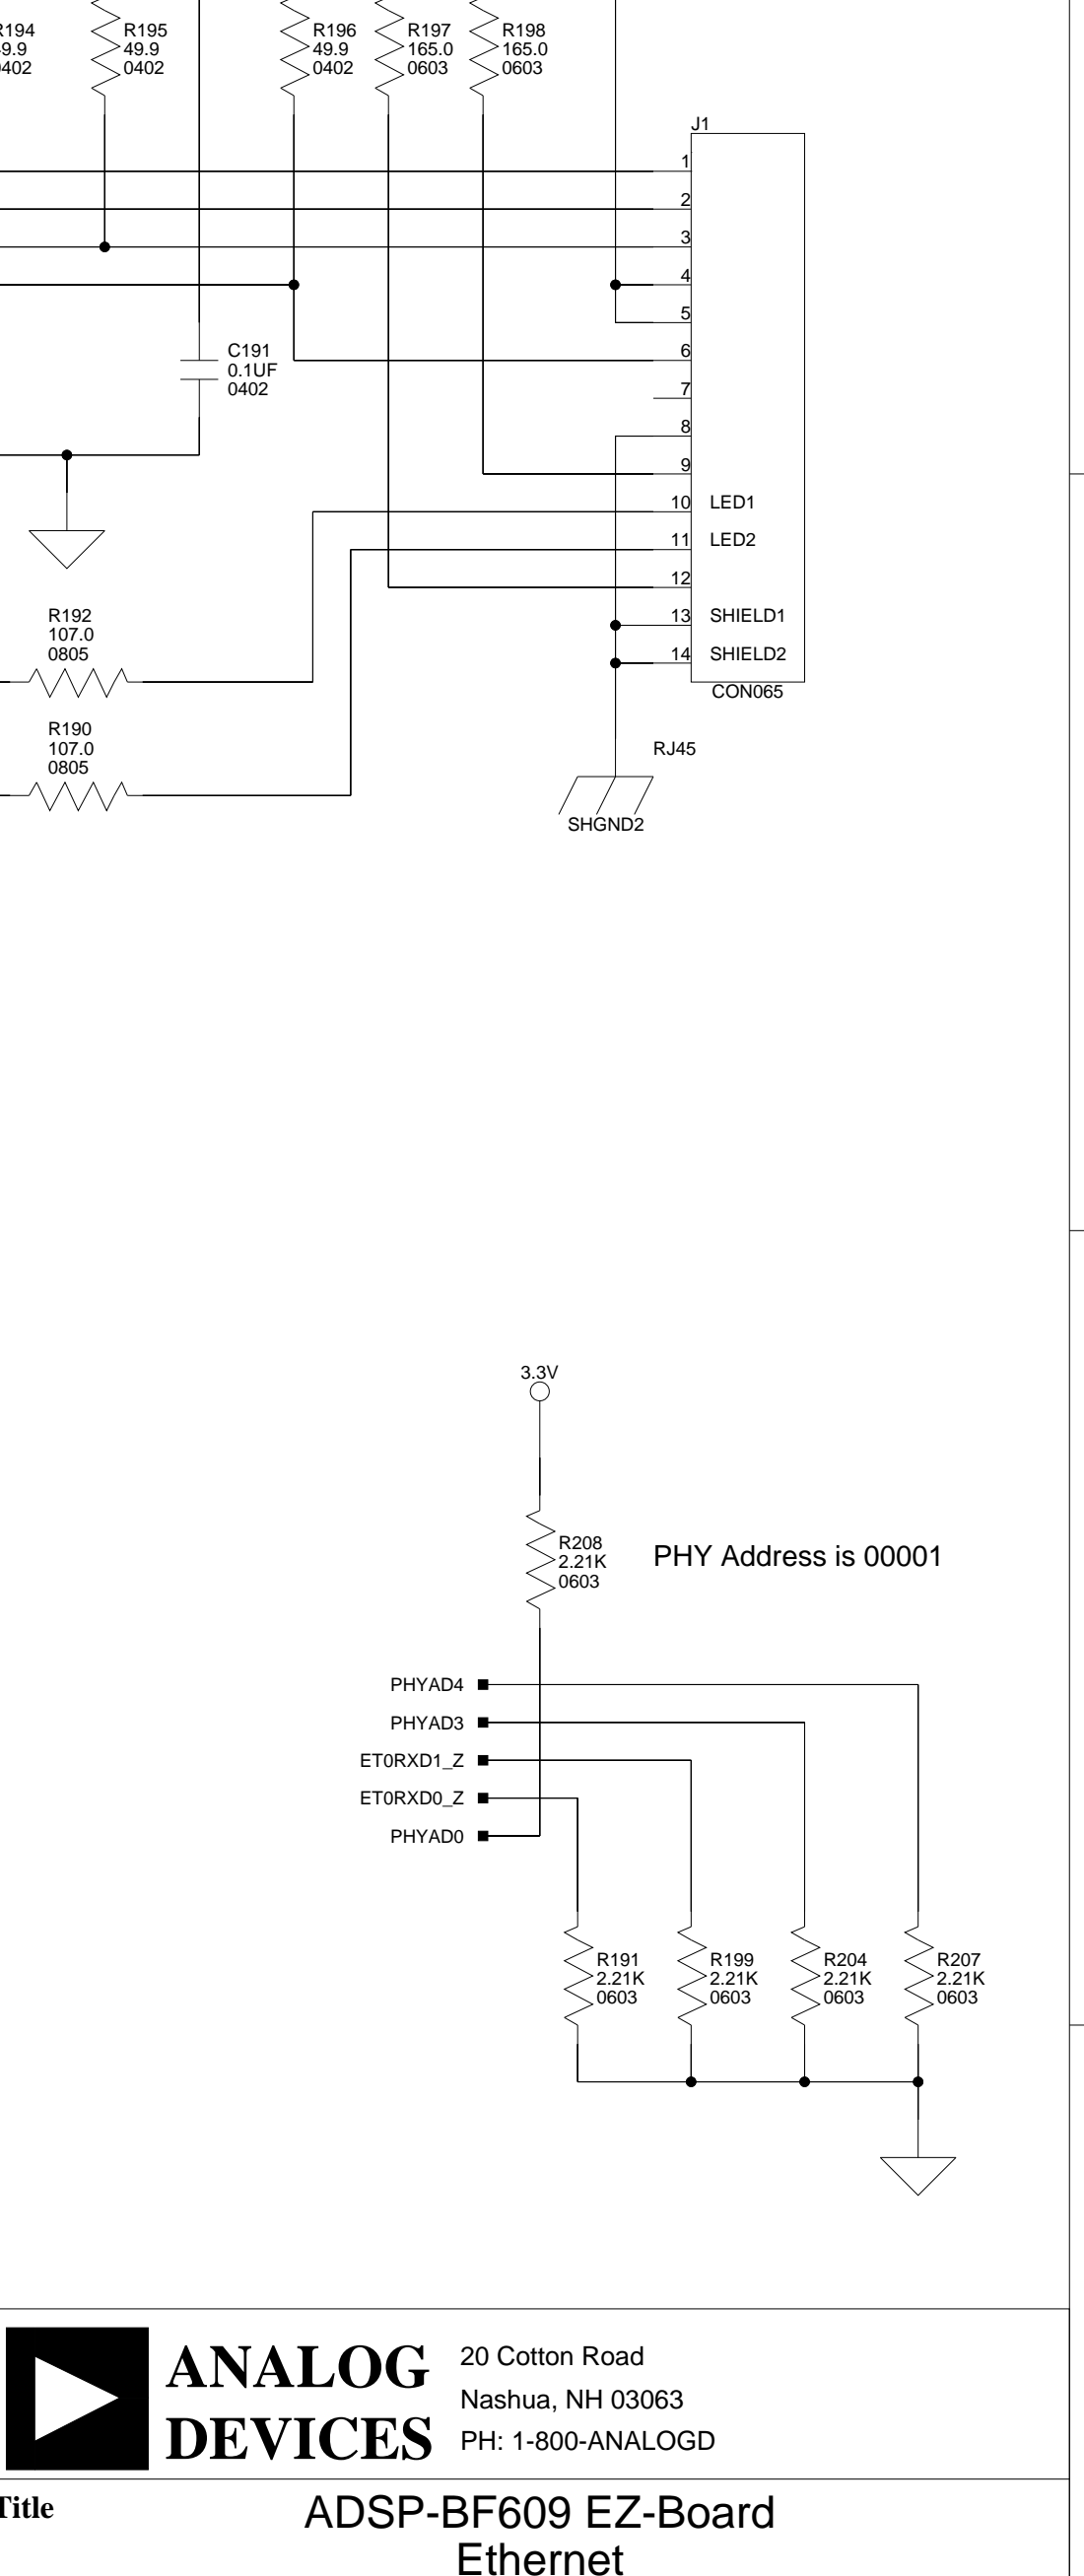 R195
49.9
0402
R196
49.9
0402
R197
165.0
0603
R198
165.0
0603
J1
1
2
3
4
5
6
7
8
9
10 LED1
11 LED2
12
13 SHIELD1
14 SHIELD2
CON065
C191
0.1UF
0402
R192
107.0
0805
R190
107.0
0805
RJ45
SHGND2
3.3V
R208
2.21K
0603
PHY Address is 00001
PHYAD4
PHYAD3
ET0RXD1_Z
ET0RXD0_Z
PHYAD0
R191
2.21K
0603
R199
2.21K
0603
R204
2.21K
0603
R207
2.21K
0603
ANALOG
DEVICES
20 Cotton Road
Nashua, NH 03063
PH: 1-800-ANALOGD
Title
ADSP-BF609 EZ-Board
Ethernet